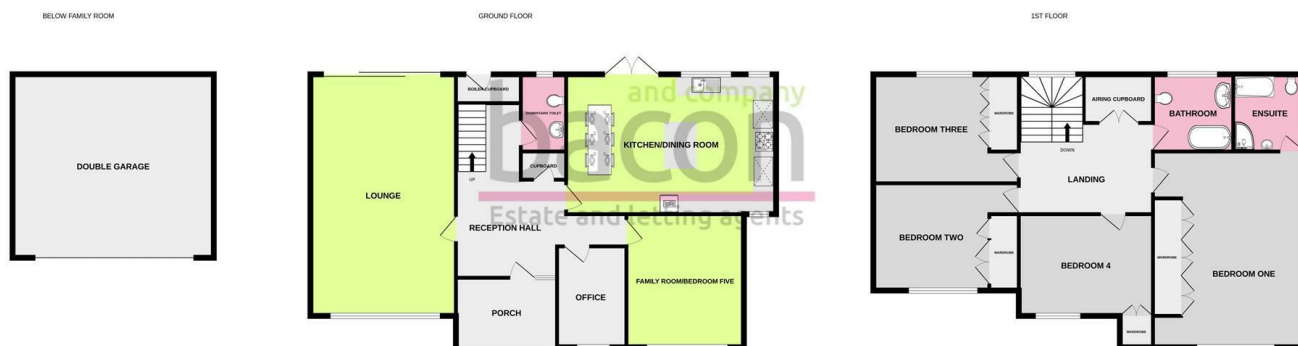 BELOW FAMILY ROOM
DOUBLE GARAGE
GROUND FLOOR
BOILER CUPBOARD
DOWNSTAIRS TOILET
KITCHEN/DINING ROOM
CUPBOARD
UP
LOUNGE
RECEPTION HALL
FAMILY ROOM/BEDROOM FIVE
OFFICE
PORCH
bacon
and company
Estate and letting agents
1ST FLOOR
AIRING CUPBOARD
BATHROOM
ENSUITE
BEDROOM THREE
WARDROBE
DOWN
LANDING
BEDROOM TWO
WARDROBE
WARDROBE
BEDROOM 4
BEDROOM ONE
WARDROBE